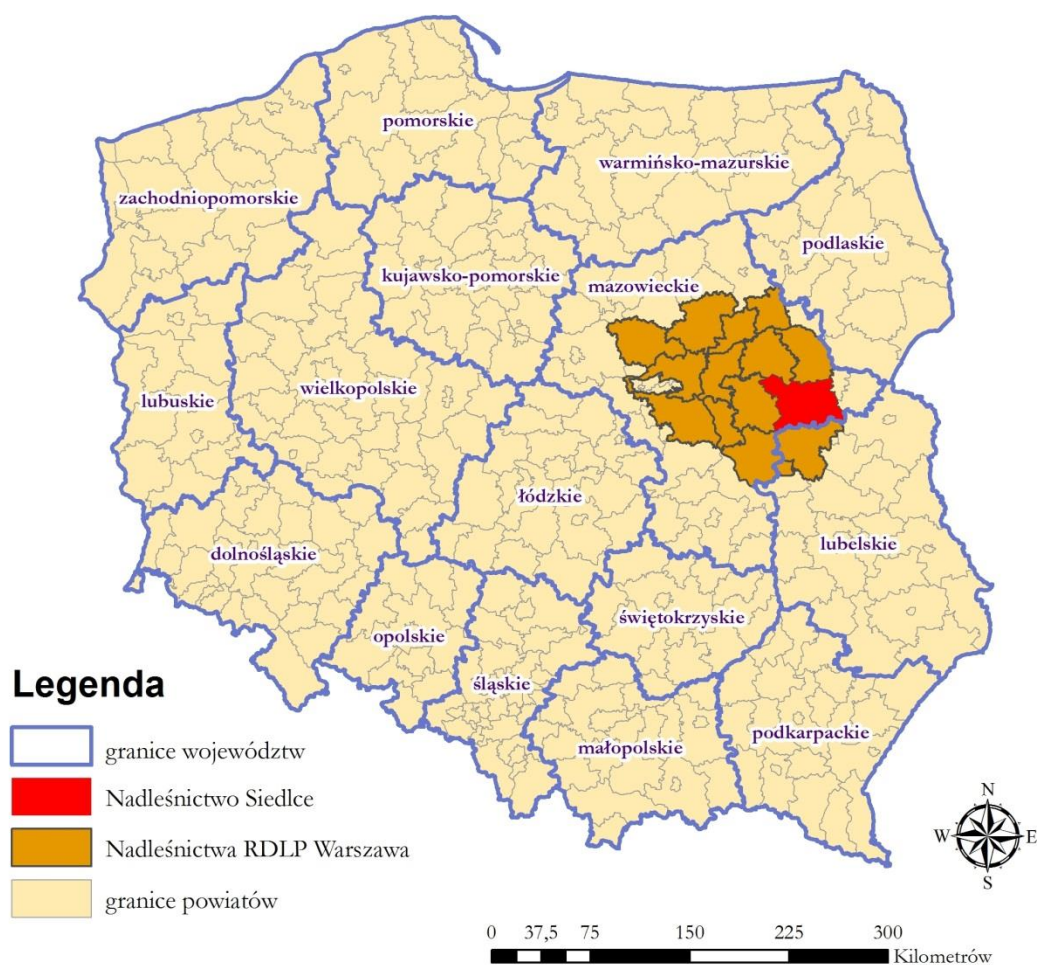 pomorskie
warmińsko-mazurskie
zachodniopomorskie
podlaskie
kujawsko-pomorskie
mazowieckie
lubuskie
wielkopolskie
łódzkie
dolnośląskie
lubelskie
opolskie
świętokrzyskie
śląskie
małopolskie
podkarpackie
Legenda
granice województw
Nadleśnictwo Siedlce
Nadleśnictwa RDLP Warszawa
granice powiatów
N
W E
S
0 37,5 75 150 225 300
Kilometrów